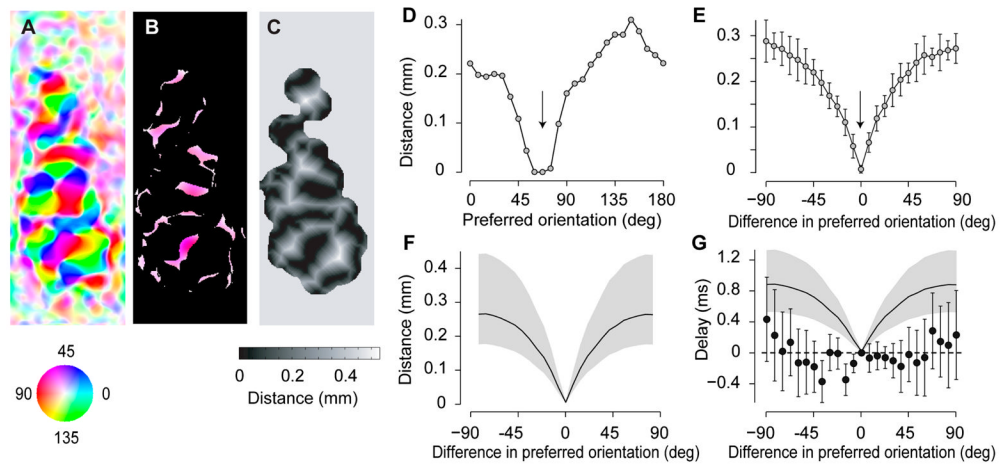 A
B
C
45
90
0
135
0 0.2 0.4
Distance (mm)
D
0.3
0.2
0.1
0
Distance (mm)
0 45 90 135 180
Preferred orientation (deg)
E
0.3
0.2
0.1
0
Distance (mm)
−90 -45 0 45 90
Difference in preferred orientation (deg)
F
0.4
0.3
0.2
0.1
0
Distance (mm)
−90 -45 0 45 90
Difference in preferred orientation (deg)
G
1.2
0.8
0.4
0
−0.4
Delay (ms)
−90 -45 0 45 90
Difference in preferred orientation (deg)